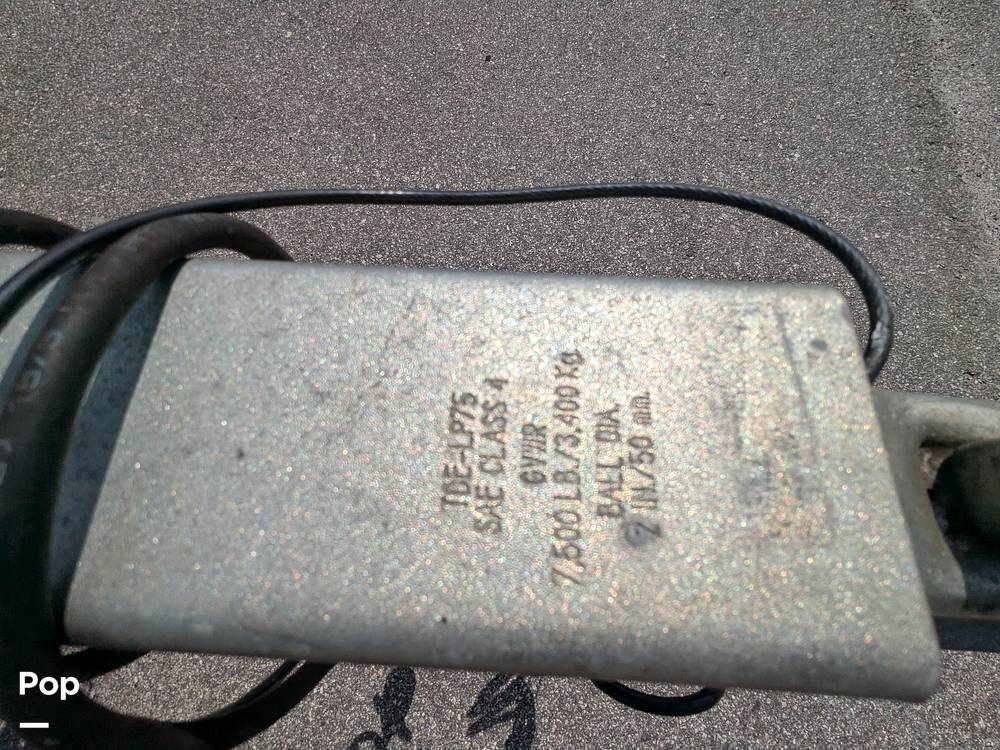 TDE-LP75
SAE CLASS 4
GVWR
7,500 LB./3,400 Kg.
BALL DIA.
2 IN./50 mm.
Pop